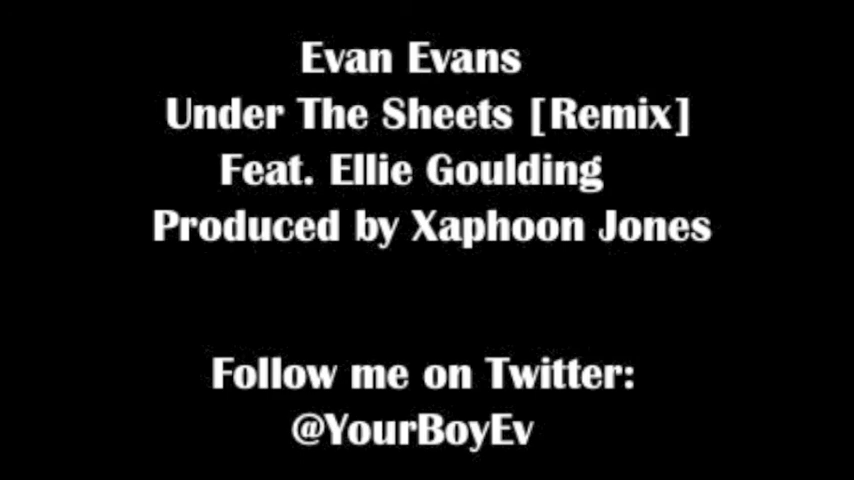 Evan Evans
Under The Sheets [Remix]
Feat. Ellie Goulding
Produced by Xaphoon Jones
Follow me on Twitter:
@YourBoyEv